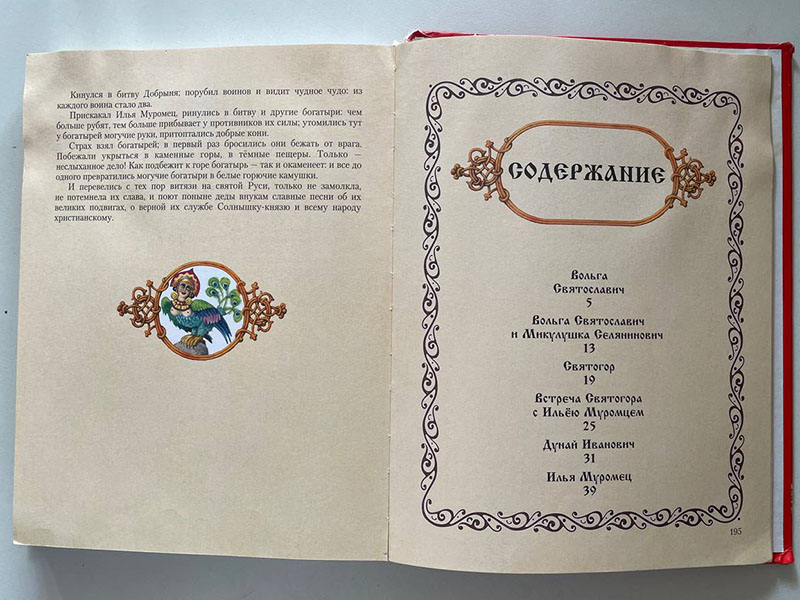 Кинулся в битву Добрыня; порубил воинов и видит чудное чудо: из
каждого воина стало два.
Прискакал Илья Муромец, ринулись в битву и другие богатыри: чем
больше рубят, тем больше прибывает у противников их силы; утомились тут
у богатырей могучие руки, притоптались добрые кони.
Страх взял богатырей; в первый раз бросились они бежать от врага.
Побежали укрыться в каменные горы, в тёмные пещеры. Только —
неслыханное дело! Как подбежит к горе богатырь — так и окаменеет: и все до
одного превратились могучие богатыри в белые горючие камушки.
И перевелись с тех пор витязи на святой Руси, только не замолкла,
не потемнела их слава, и поют поныне деды внукам славные песни об их
великих подвигах, о верной их службе Солнышку-князю и всему народу
христианскому.
СОДЕРЖАНИЕ
Вольга
Святославич
5
Вольга Святославич
и Микулушка Селянинович
13
Святогор
19
Встреча Святогора
с Ильёю Муромцем
25
Дунай Иванович
31
Илья Муромец
39
195